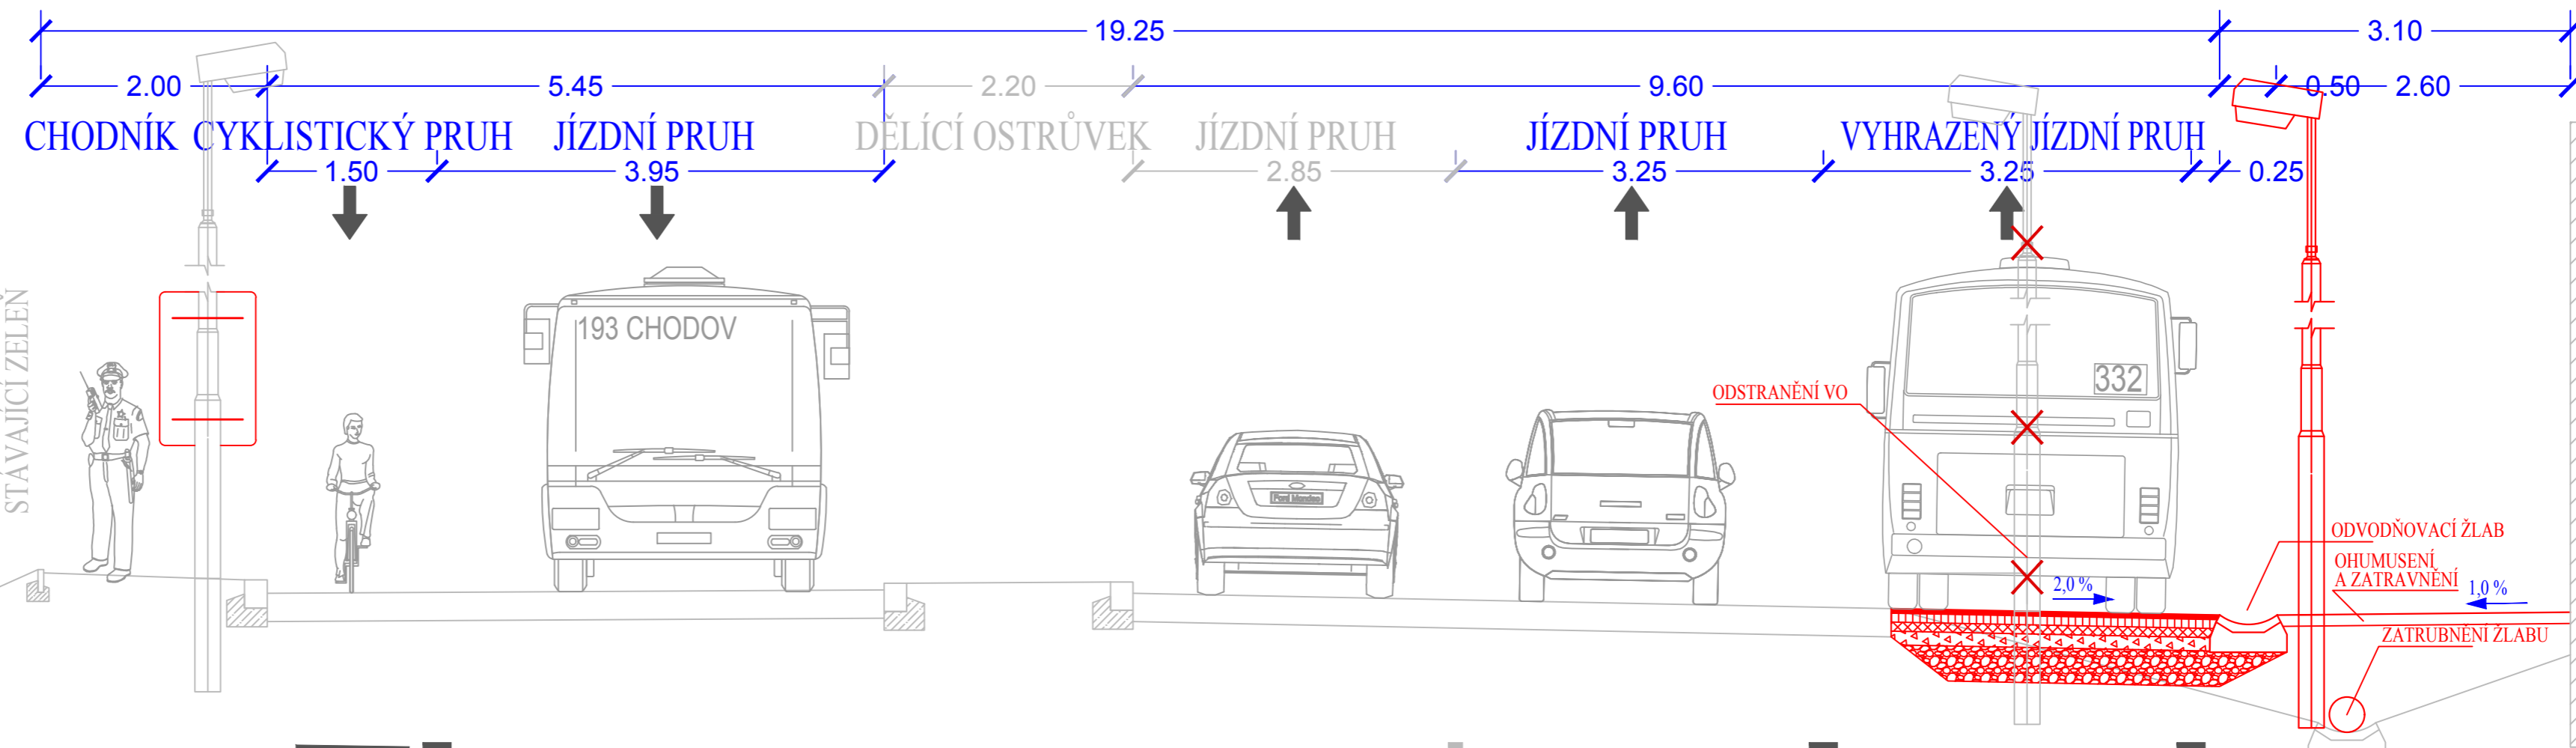 19.25
3.10
2.00
5.45
2.20
9.60
0.50
2.60
CHODNÍK
CYKLISTICKÝ PRUH
JÍZDNÍ PRUH
DĚLÍCÍ OSTRŮVEK
JÍZDNÍ PRUH
JÍZDNÍ PRUH
VYHRAZENÝ JÍZDNÍ PRUH
1.50
3.95
2.85
3.25
3.25
0.25
STÁVAJÍCÍ ZELEŇ
193 CHODOV
332
ODSTRANĚNÍ VO
Ford Mondeo
ODVODŇOVACÍ ŽLAB
OHUMUSENÍ
A ZATRAVNĚNÍ
2,0 %
1,0 %
ZATRUBNĚNÍ ŽLABU